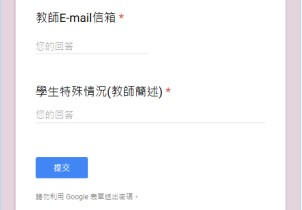 教師E-mail信箱 *
您的回答
學生特殊情況(教師簡述) *
您的回答
提交
請勿利用 Google 表單送出密碼。